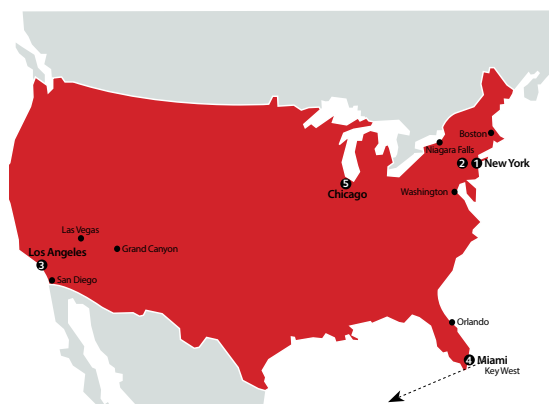 Boston
Niagara Falls
2 1 New York
5
Chicago
Washington
Las Vegas
Grand Canyon
Los Angeles
3
San Diego
Orlando
4 Miami
Key West